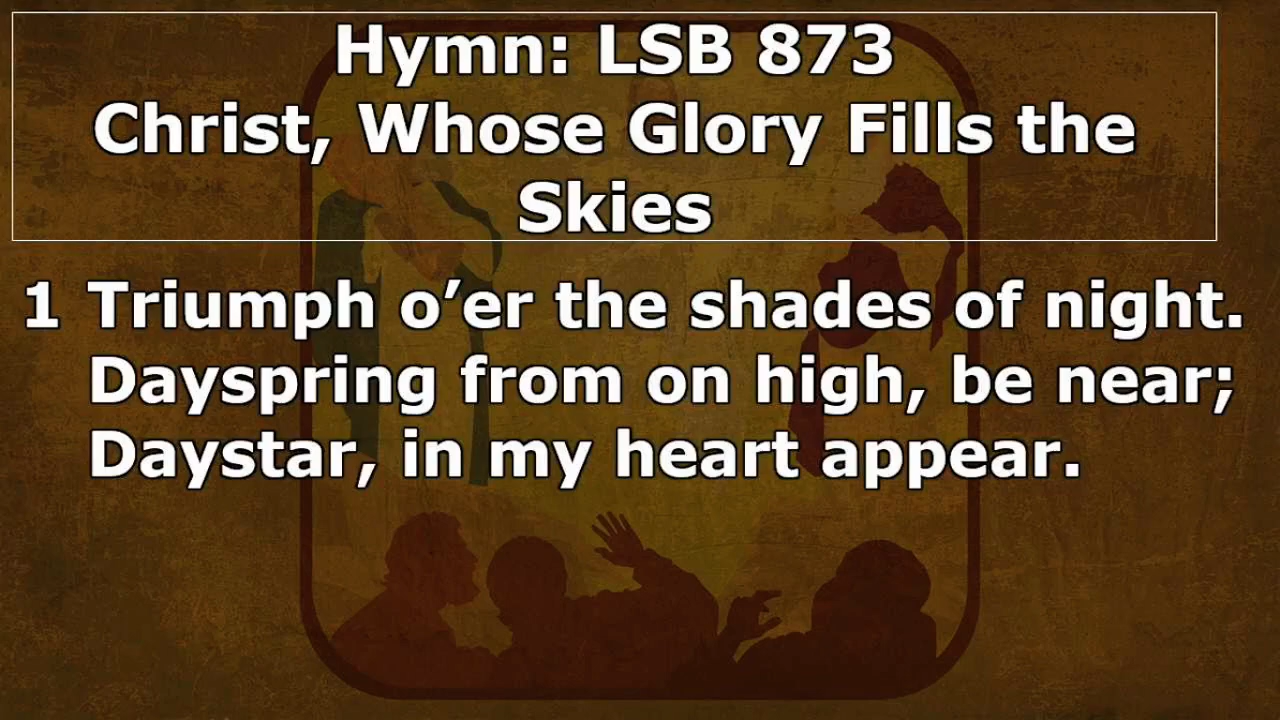 Hymn: LSB 873
Christ, Whose Glory Fills the
Skies
1 Triumph o’er the shades of night.
Dayspring from on high, be near;
Daystar, in my heart appear.